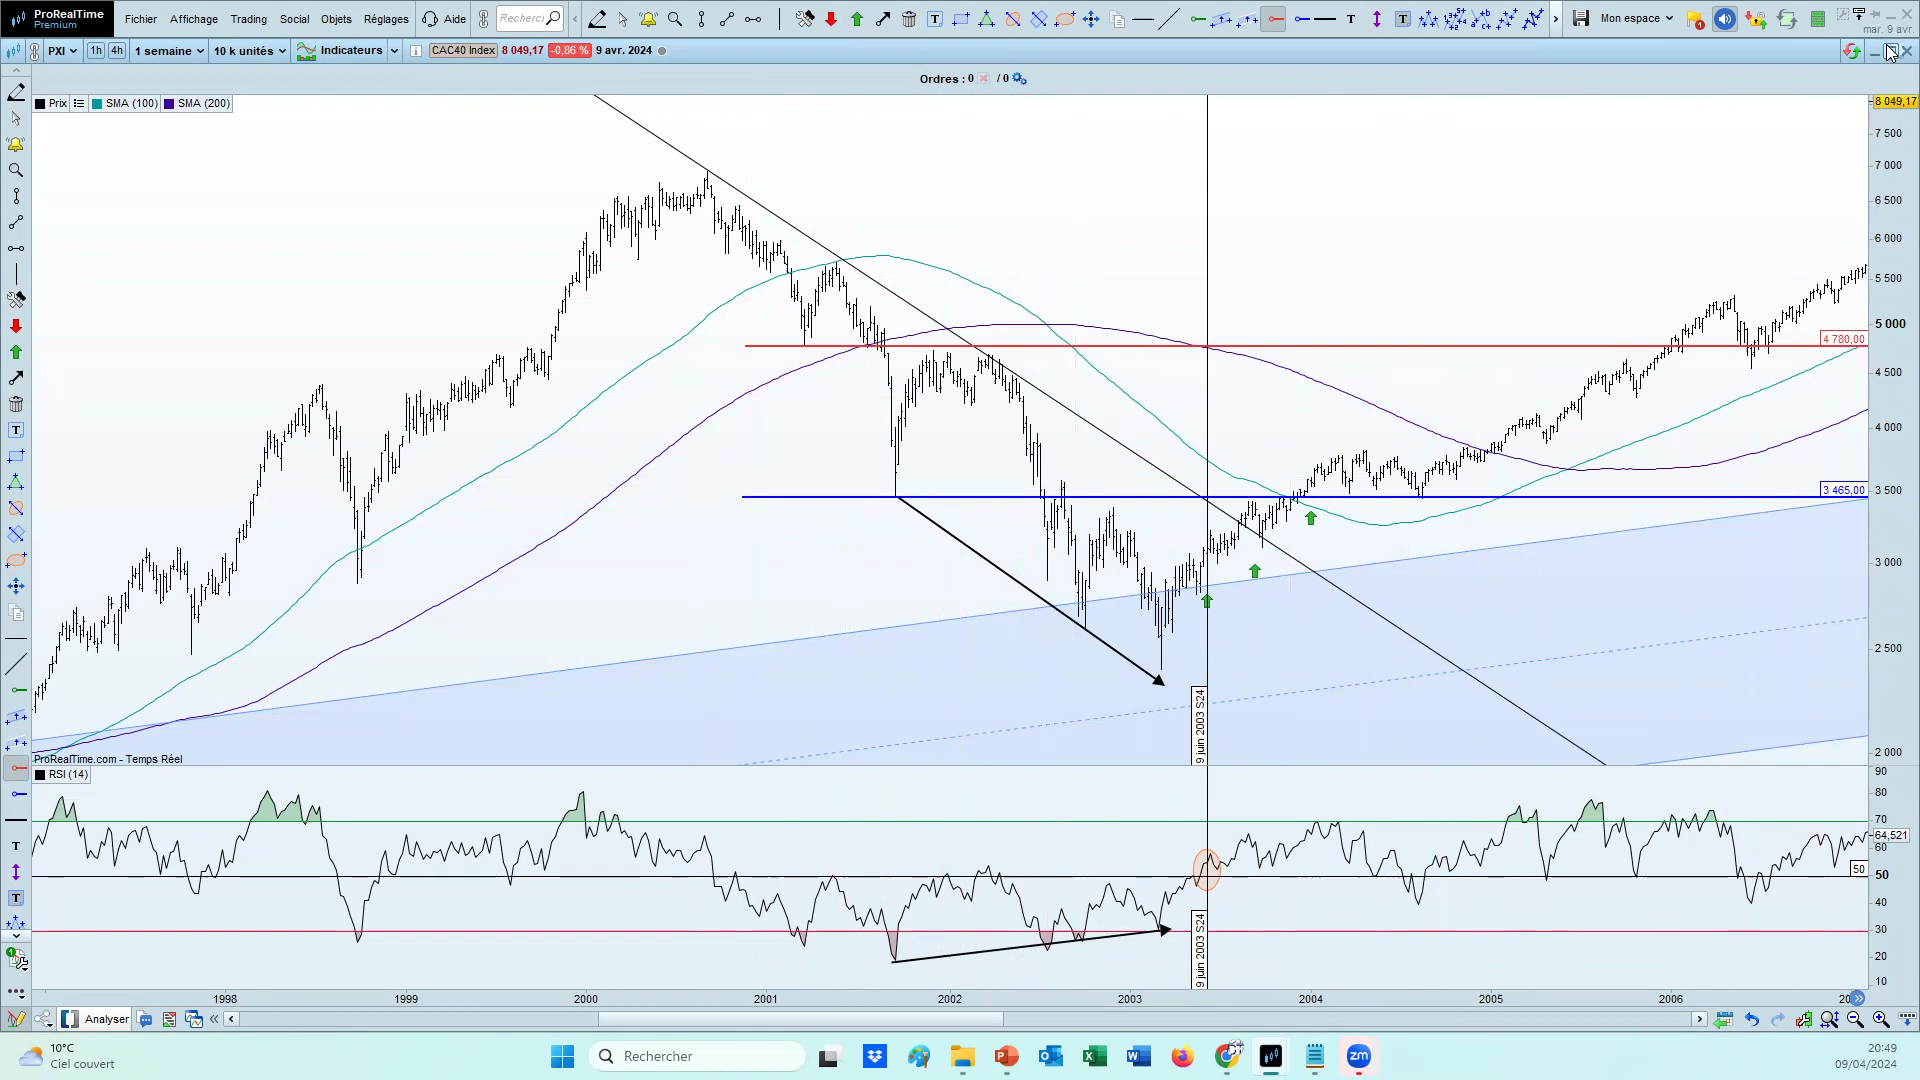 ProRealTime
Premium
Fichier Affichage Trading Social Objets Réglages Aide Recherc
Mon espace
1
mar. 9 avr.
PXI 1h 4h 1 semaine 10 k unités Indicateurs i CAC40 Index 8 049,17 -0,86 % 9 avr. 2024
Ordres : 0 / 0
Prix SMA (100) SMA (200)
8 049,17
7 500
7 000
6 500
6 000
5 500
5 000
4 780,00
4 500
4 000
3 465,00
3 500
3 000
2 500
2 000
9 juin 2003 S24
ProRealTime.com - Temps Réel
RSI (14)
90
80
70
64,521
60
50
50
40
30
20
10
9 juin 2003 S24
1998 1999 2000 2001 2002 2003 2004 2005 2006
Analyser
10°C
Ciel couvert
Rechercher
zm
20:49
09/04/2024